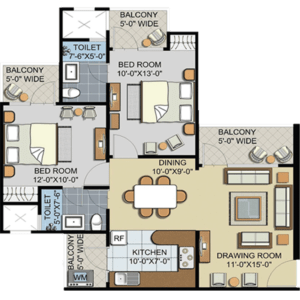 BALCONY
5'-0" WIDE
TOILET
7'-6"X5'-0"
BALCONY
5'-0" WIDE
BED ROOM
10'-0"X13'-0"
BALCONY
5'-0" WIDE
BED ROOM
12'-0"X10'-0"
DINING
10'-0"X9'-0"
TOILET
5'-0"X7'-6"
BALCONY
5'-0" WIDE
WM
RF
KITCHEN
10'-0"X7'-0"
DRAWING ROOM
11'-0"X15'-0"